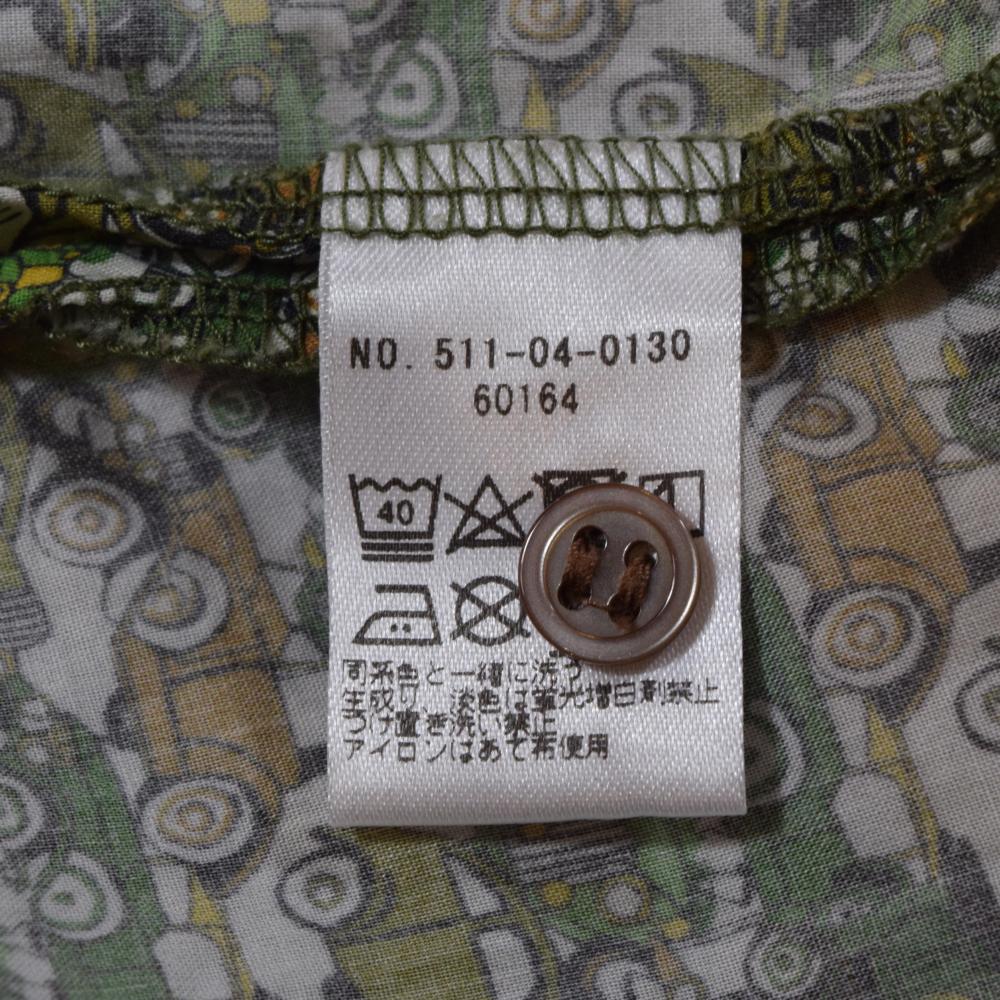 NO. 511-04-0130
60164
40
同系色と一緒に洗う
生成り、淡色は蛍光増白剤禁止
つけ置き洗い禁止
アイロンはあて布使用